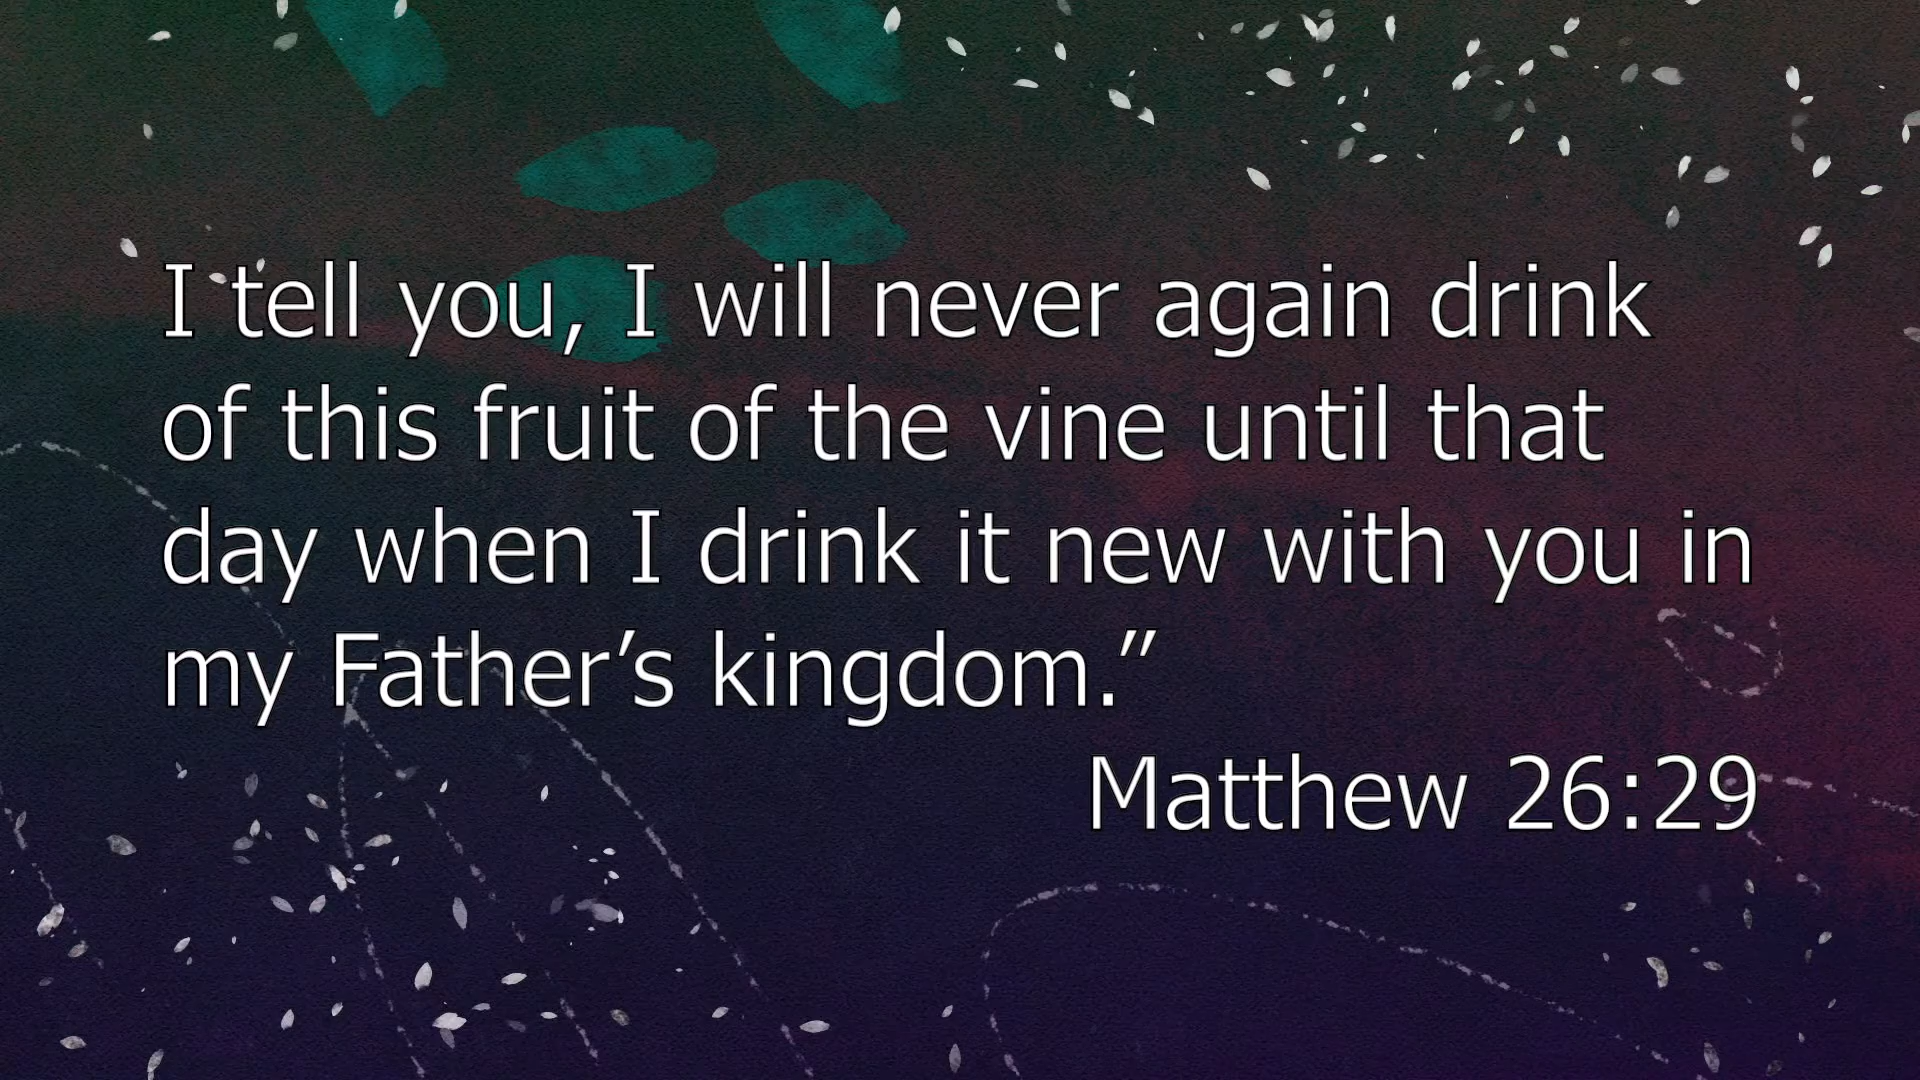 I tell you, I will never again drink
of this fruit of the vine until that
day when I drink it new with you in
my Father’s kingdom.”
Matthew 26:29